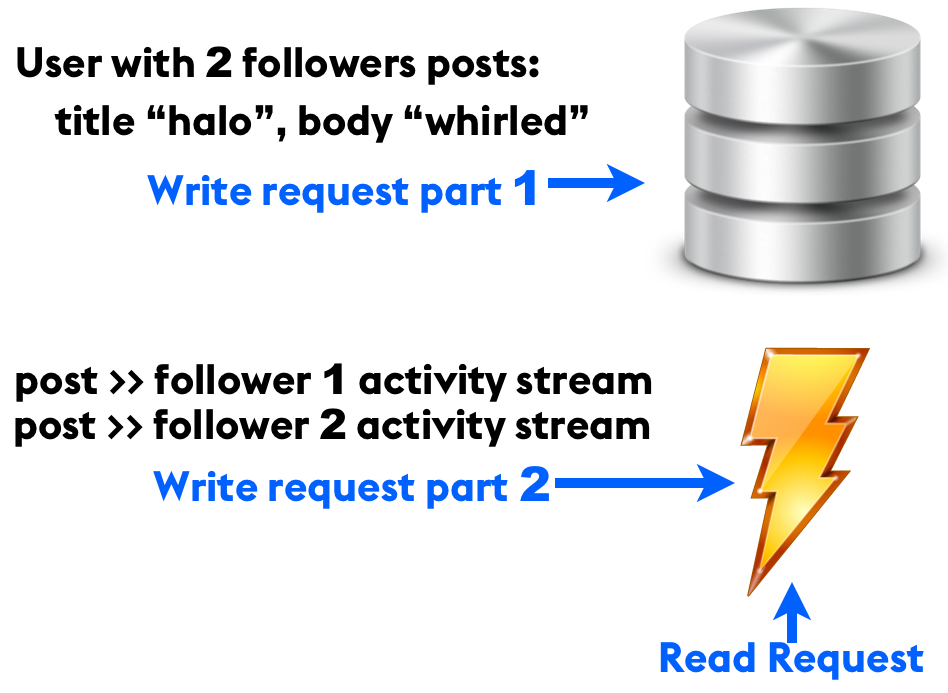 User with 2 followers posts:
title “halo”, body “whirled”
Write request part 1
post >> follower 1 activity stream
post >> follower 2 activity stream
Write request part 2
Read Request